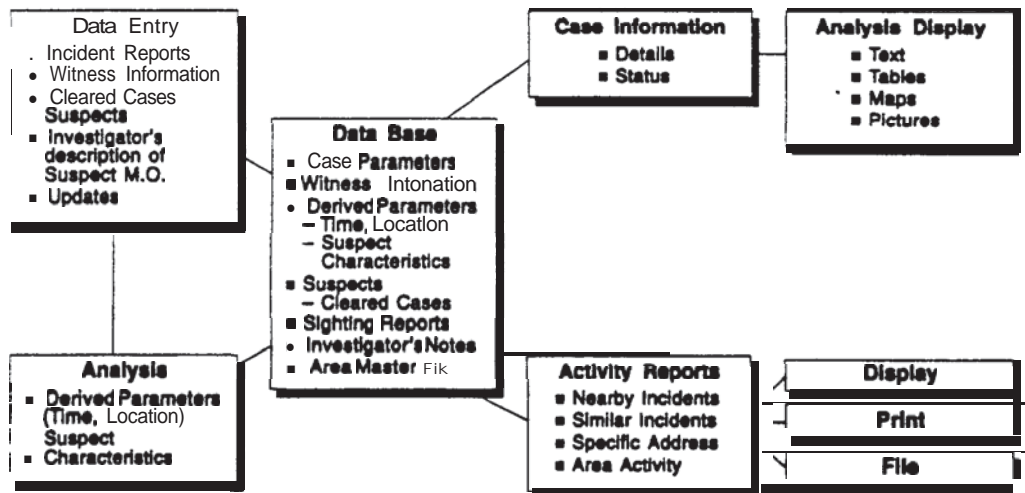 Data Entry
. Incident Reports
● Witness Information
● Cleared Cases
Suspects
■ Investigator's
description of
Suspect M.O.
■ Updates
Data Base
■ Case Parameters
■ Witness Intonation
● Derived Parameters
– Time, Location
– Suspect
Characteristics
■ Suspects
– Cleared Cases
■ Sighting Reports
● Investigator's Notes
■ Area Master Fik
Case Information
■ Details
■ Status
Analysis Display
■ Text
■ Tables
■ Maps
■ Pictures
Analysis
■ Derived Parameters
(Time, Location)
Suspect
■ Characteristics
Activity Reports
■ Nearby Incidents
■ Similar Incidents
■ Specific Address
■ Area Activity
Display
Print
File